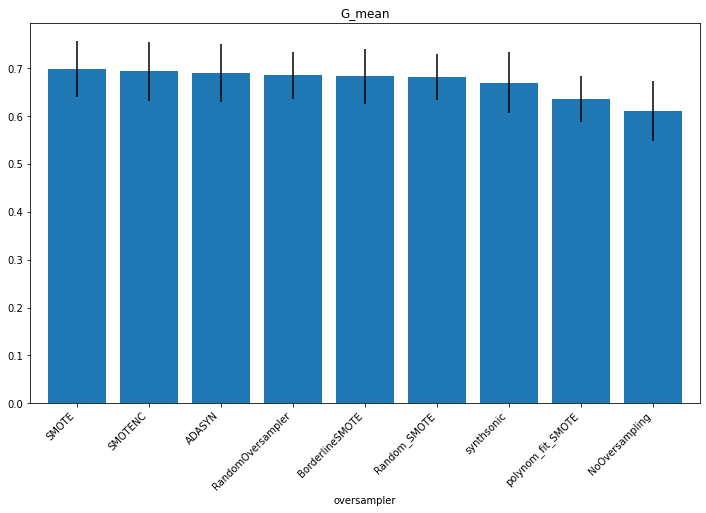 G_mean
0.7
0.6
0.5
0.4
0.3
0.2
0.1
0.0
SMOTE
SMOTENC
ADASYN
RandomOversampler
BorderlineSMOTE
Random_SMOTE
synthsonic
polynom_fit_SMOTE
NoOversampling
oversampler